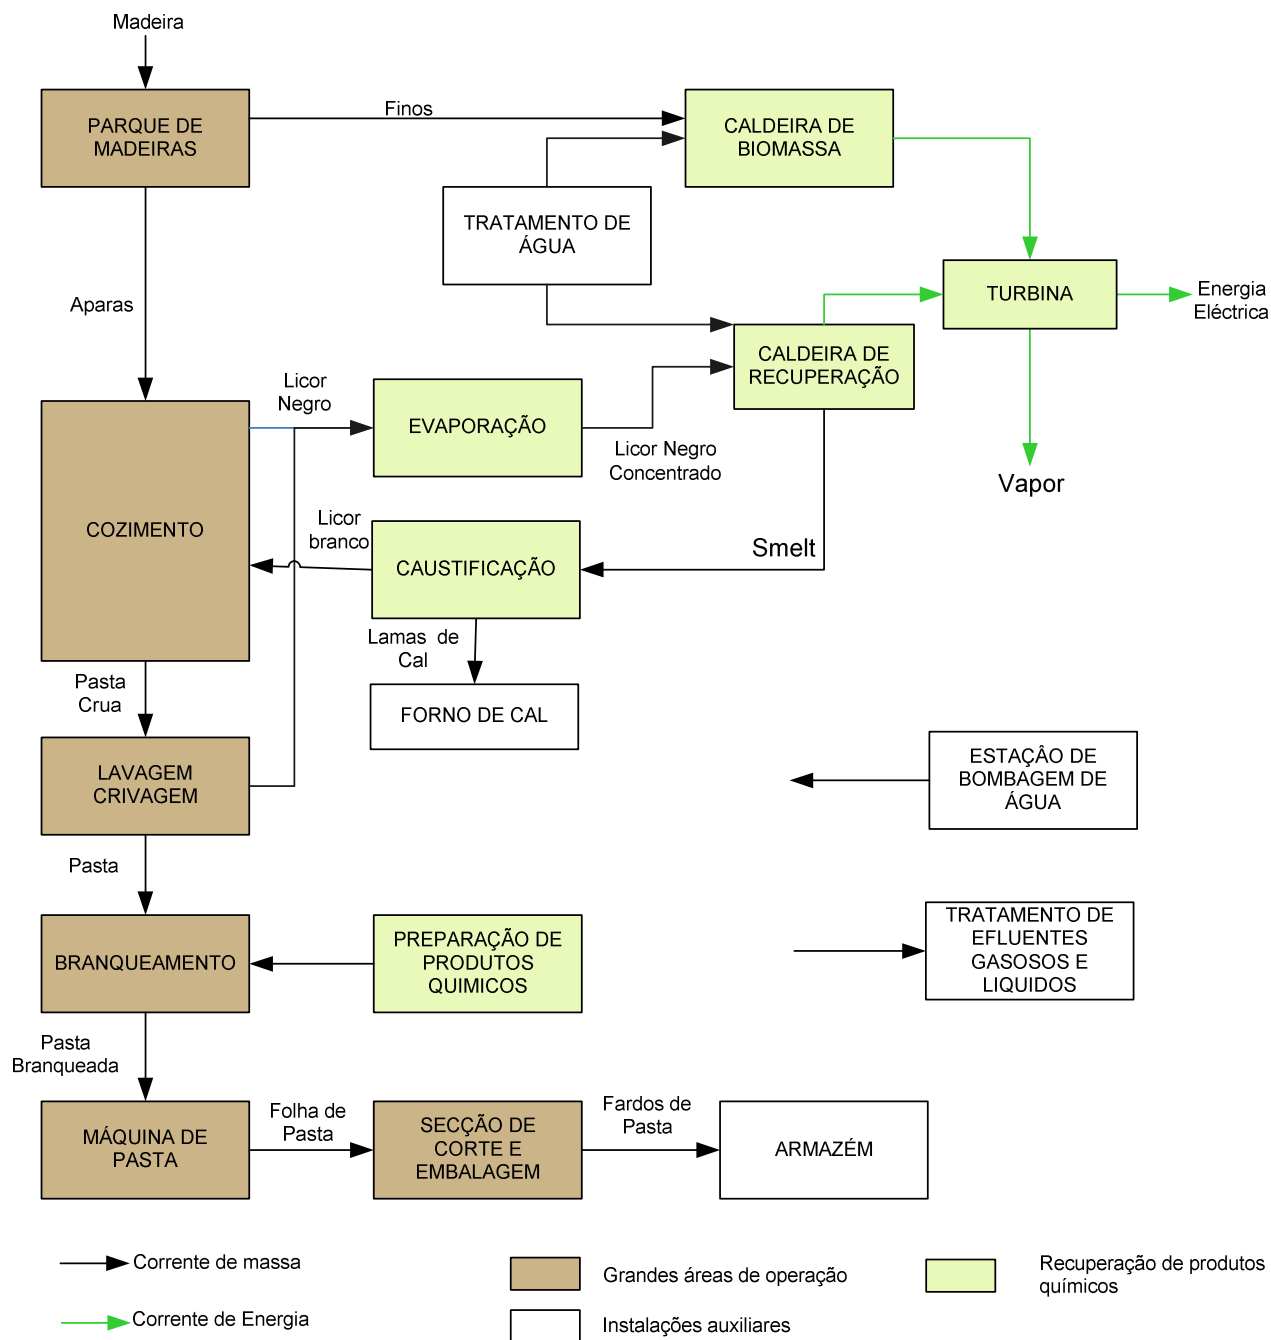 Madeira
PARQUE DE
MADEIRAS
Finos
CALDEIRA DE
BIOMASSA
TRATAMENTO DE
ÁGUA
Aparas
TURBINA
Energia
Eléctrica
CALDEIRA DE
RECUPERAÇÃO
Licor
Negro
EVAPORAÇÃO
Licor Negro
Concentrado
Vapor
COZIMENTO
Licor
branco
CAUSTIFICAÇÃO
Smelt
Lamas de
Cal
Pasta
Crua
FORNO DE CAL
LAVAGEM
CRIVAGEM
ESTAÇÂO DE
BOMBAGEM DE
ÁGUA
Pasta
BRANQUEAMENTO
PREPARAÇÃO DE
PRODUTOS
QUIMICOS
TRATAMENTO DE
EFLUENTES
GASOSOS E
LIQUIDOS
Pasta
Branqueada
MÁQUINA DE
PASTA
Folha de
Pasta
SECÇÃO DE
CORTE E
EMBALAGEM
Fardos de
Pasta
ARMAZÉM
Corrente de massa
Grandes áreas de operação
Recuperação de produtos
químicos
Corrente de Energia
Instalações auxiliares